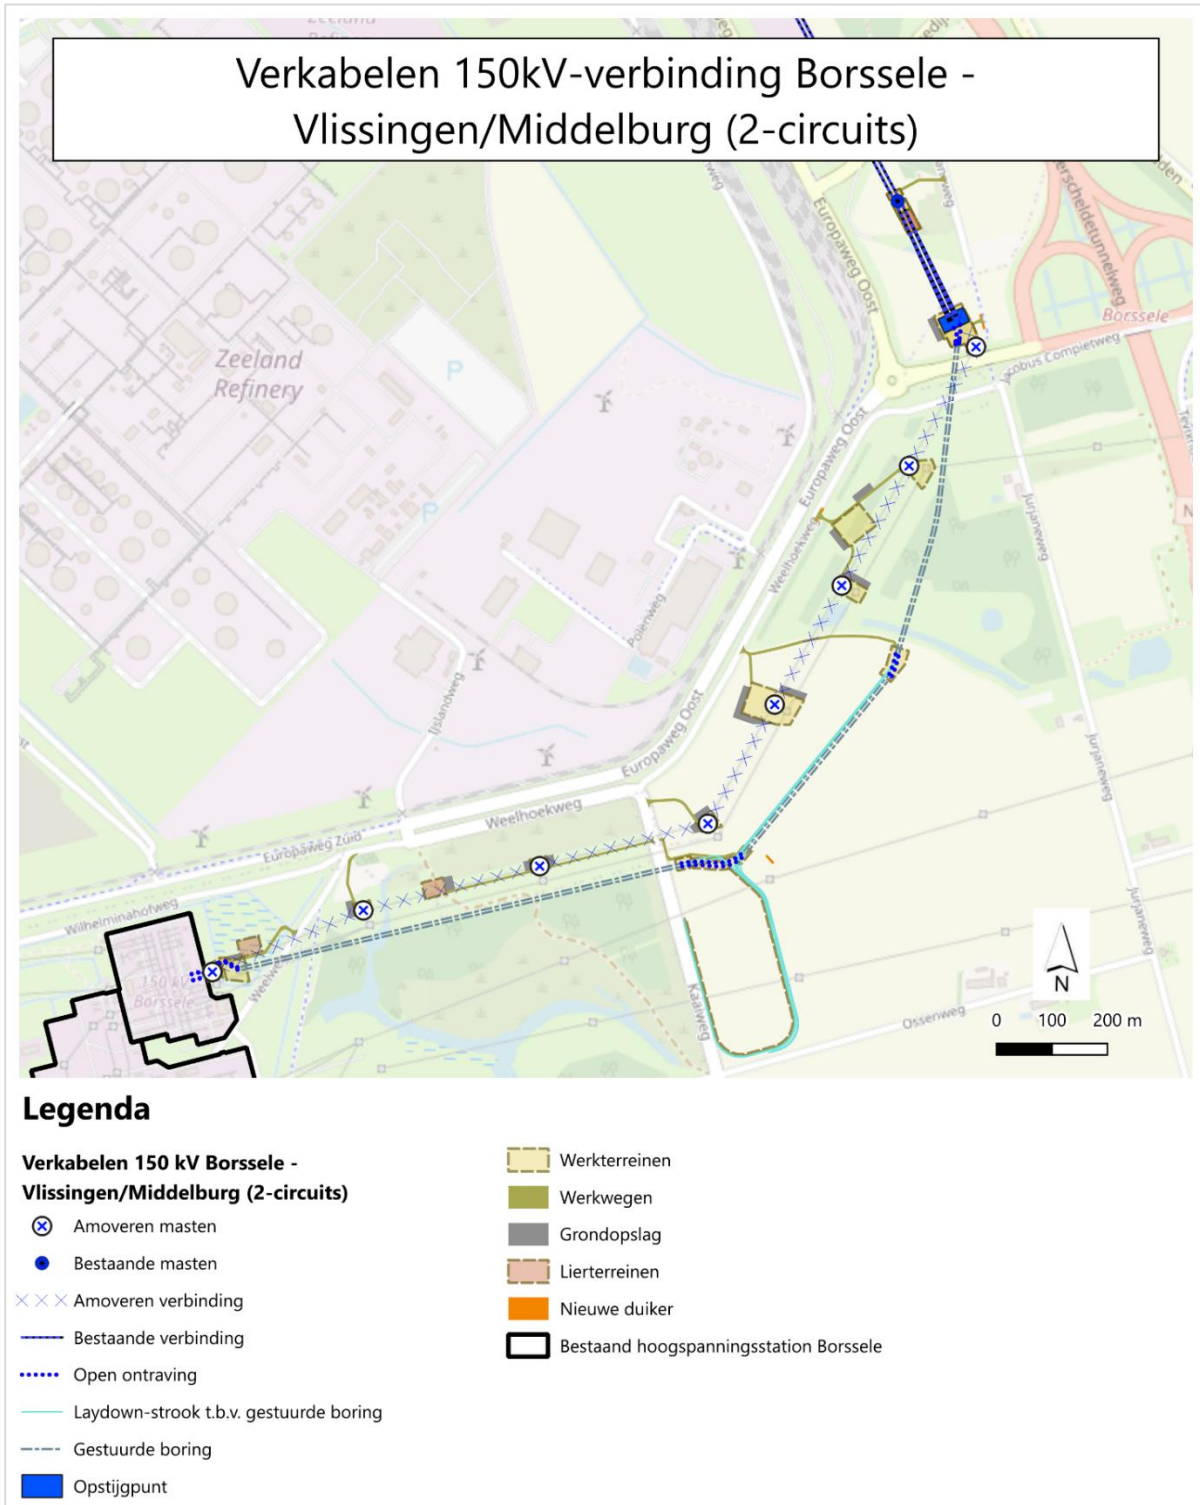 Zeeland
Verkabelen 150kV-verbinding Borssele -
Vlissingen/Middelburg (2-circuits)
Europaweg Oost
Borssele
Jacobus Compietweg
Zeeland
Refinery
P
P
Europaweg Oost
Weelhoekweg
Jurjaneweg
Polenweg
IJslandweg
Europaweg Oost
Jurjaneweg
Weelhoekweg
Europaweg Zuid
Wilhelminahofweg
Jurjaneweg
150 kV
Borssele
Weelweg
Kaaiweg
Ossenweg
N
0 100 200 m
Legenda
Verkabelen 150 kV Borssele -
Vlissingen/Middelburg (2-circuits)
Amoveren masten
Bestaande masten
Amoveren verbinding
Bestaande verbinding
Open ontraving
Laydown-strook t.b.v. gestuurde boring
Gestuurde boring
Opstijgpunt
Werkterreinen
Werkwegen
Grondopslag
Lierterreinen
Nieuwe duiker
Bestaand hoogspanningsstation Borssele